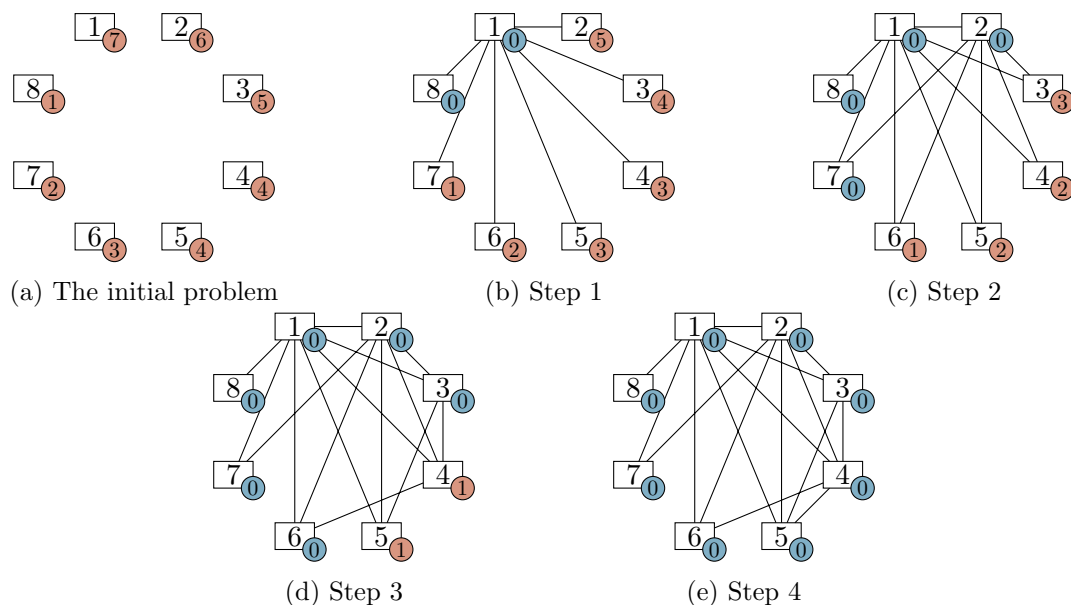 1 7 2 6
8 1 3 5
7 2 4 4
6 3 5 4
(a) The initial problem
1 0 2 5
8 0 3 4
7 1 4 3
6 2 5 3
(b) Step 1
1 0 2 0
8 0 3 3
7 0 4 2
6 1 5 2
(c) Step 2
1 0 2 0
8 0 3 0
7 0 4 1
6 0 5 1
(d) Step 3
1 0 2 0
8 0 3 0
7 0 4 0
6 0 5 0
(e) Step 4